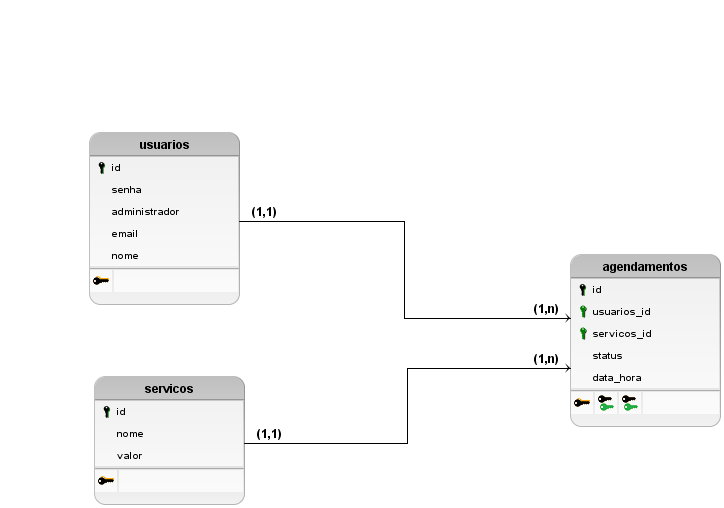 usuarios
id
senha
administrador
email
nome
(1,1)
agendamentos
id
usuarios_id
servicos_id
status
data_hora
(1,n)
(1,n)
servicos
id
nome
valor
(1,1)